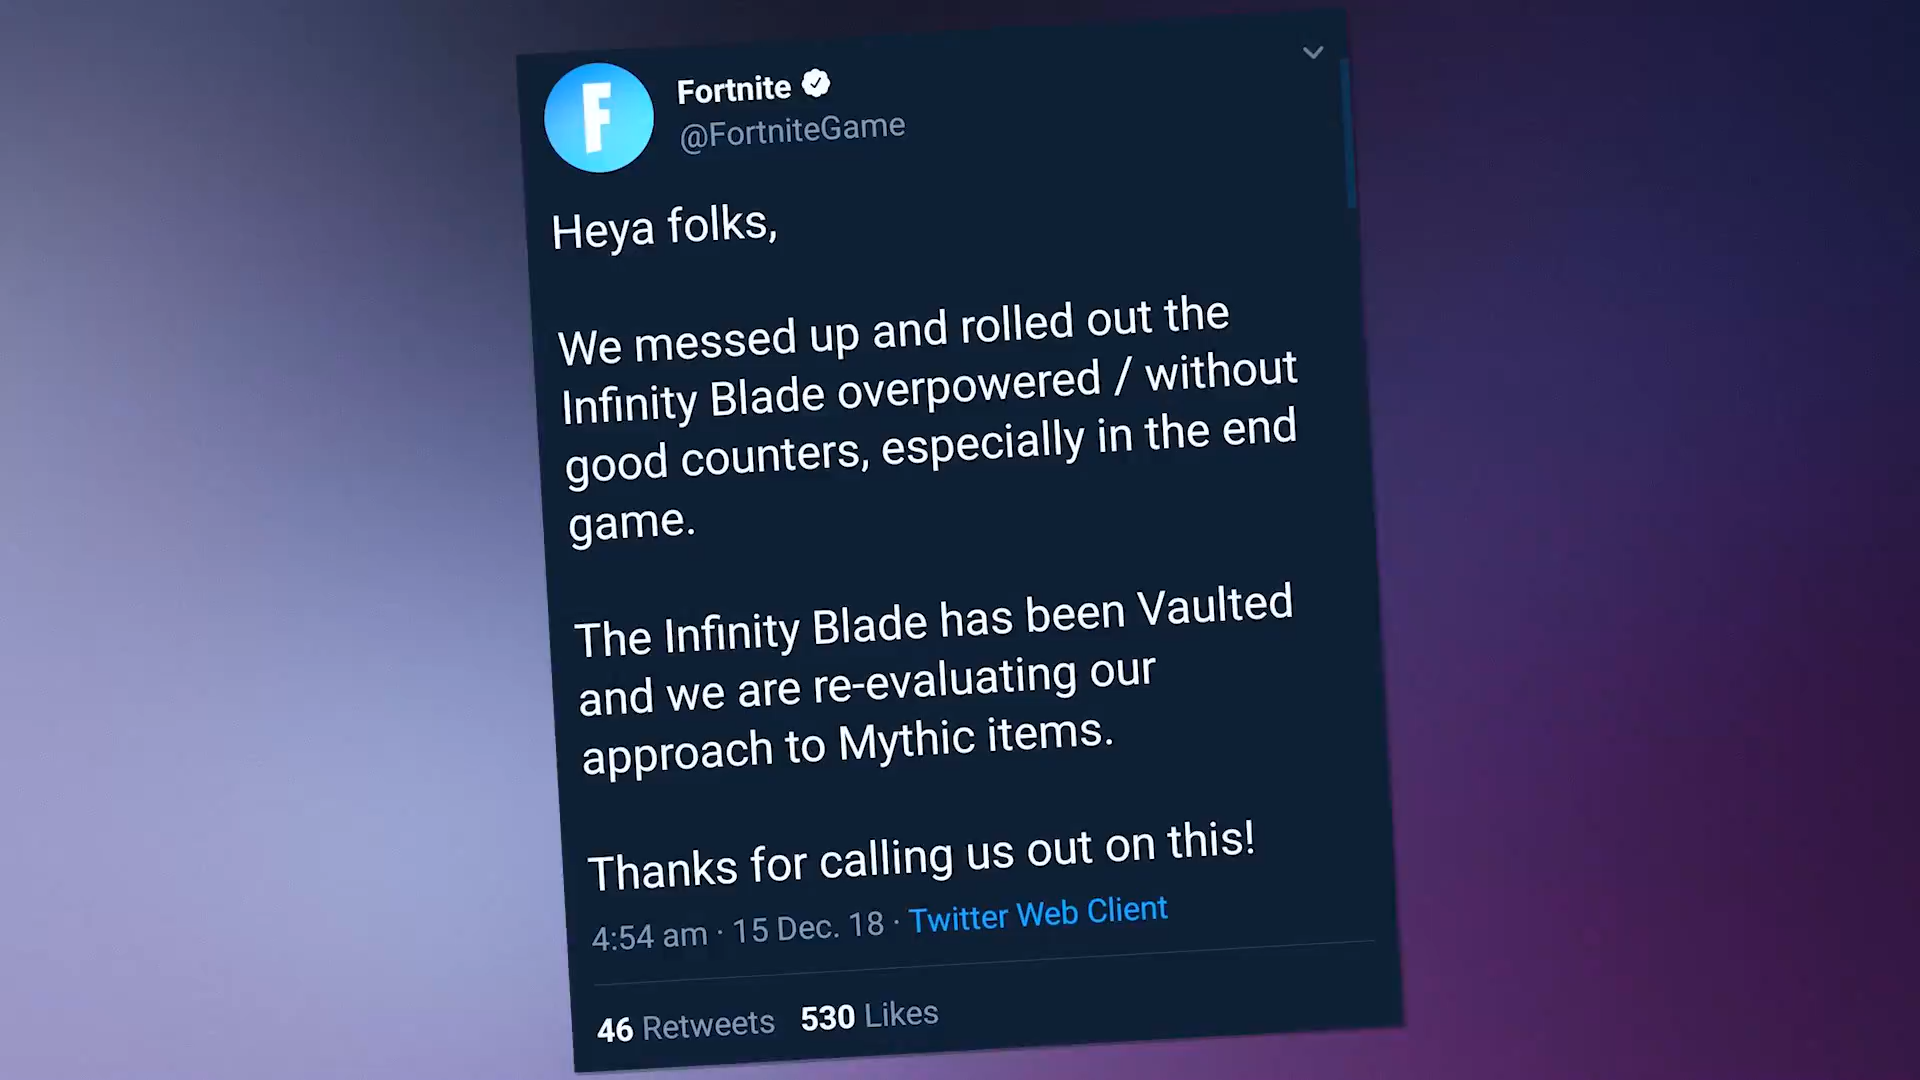 F
Fortnite
@FortniteGame
Heya folks,
We messed up and rolled out the
Infinity Blade overpowered / without
good counters, especially in the end
game.
The Infinity Blade has been Vaulted
and we are re-evaluating our
approach to Mythic items.
Thanks for calling us out on this!
4:54 am · 15 Dec. 18 · Twitter Web Client
46 Retweets 530 Likes